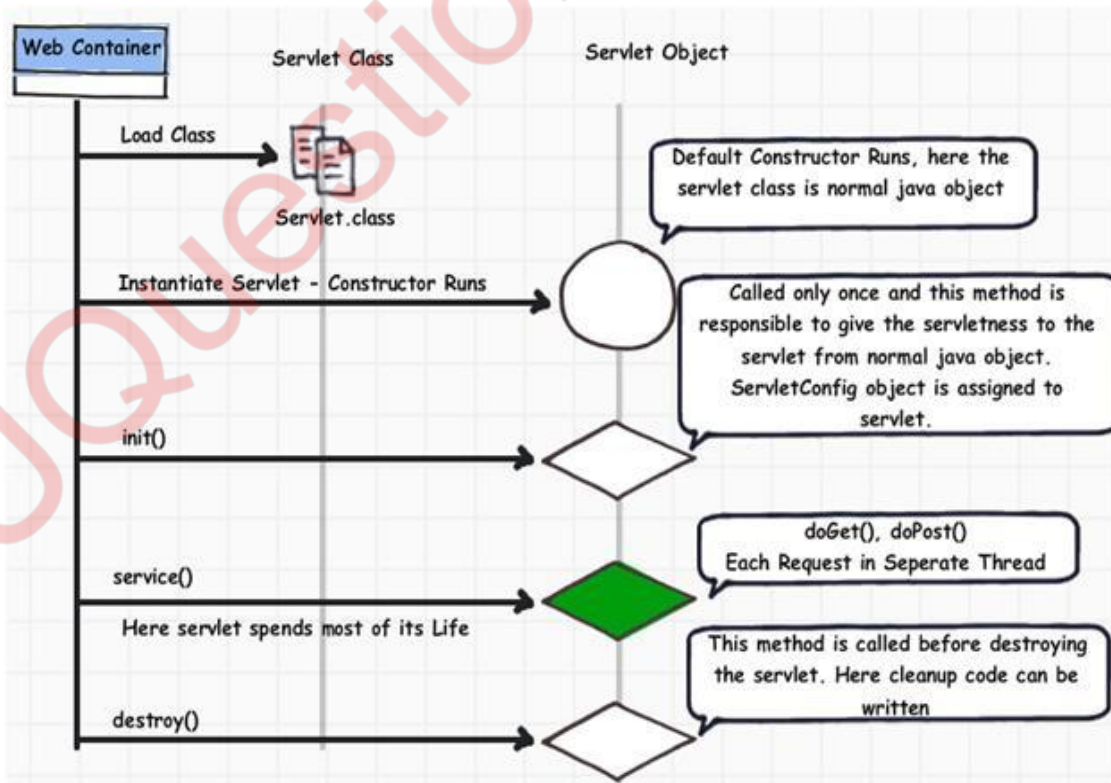 Web Container
Servlet Class
Servlet Object
Load Class
Servlet.class
Default Constructor Runs, here the
servlet class is normal java object
Instantiate Servlet - Constructor Runs
Called only once and this method is
responsible to give the servletness to the
servlet from normal java object.
ServletConfig object is assigned to
servlet.
init()
doGet(), doPost()
Each Request in Seperate Thread
service()
Here servlet spends most of its Life
This method is called before destroying
the servlet. Here cleanup code can be
written
destroy()